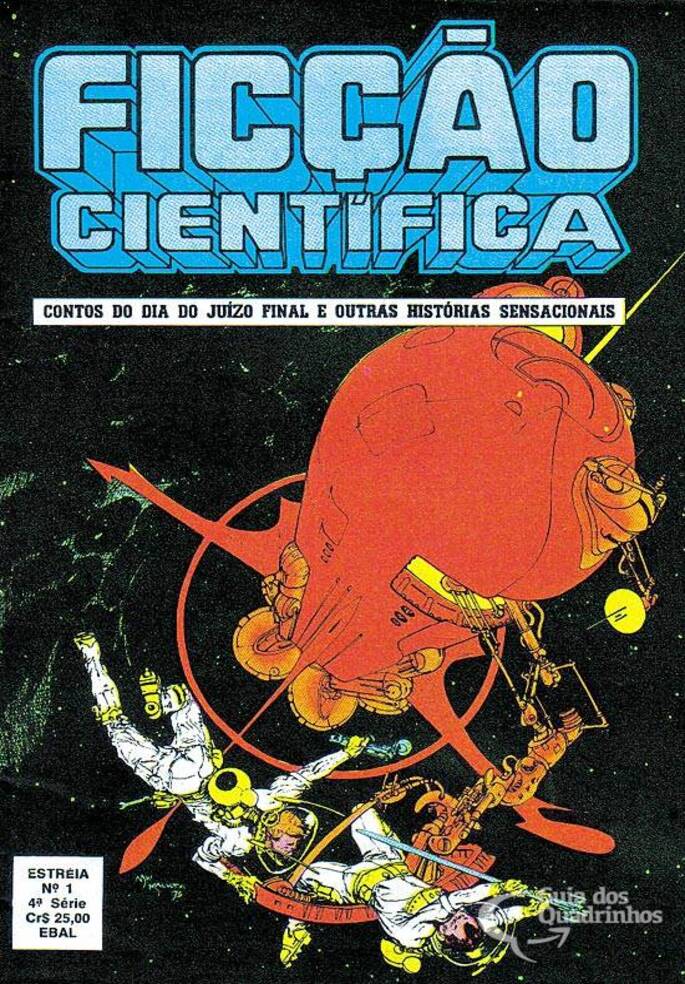 FICÇÃO
CIENTÍFICA
CONTOS DO DIA DO JUÍZO FINAL E OUTRAS HISTÓRIAS SENSACIONAIS
ESTRÉIA
Nº 1
4ª Série
Cr$ 25,00
EBAL
Guia dos
Quadrinhos